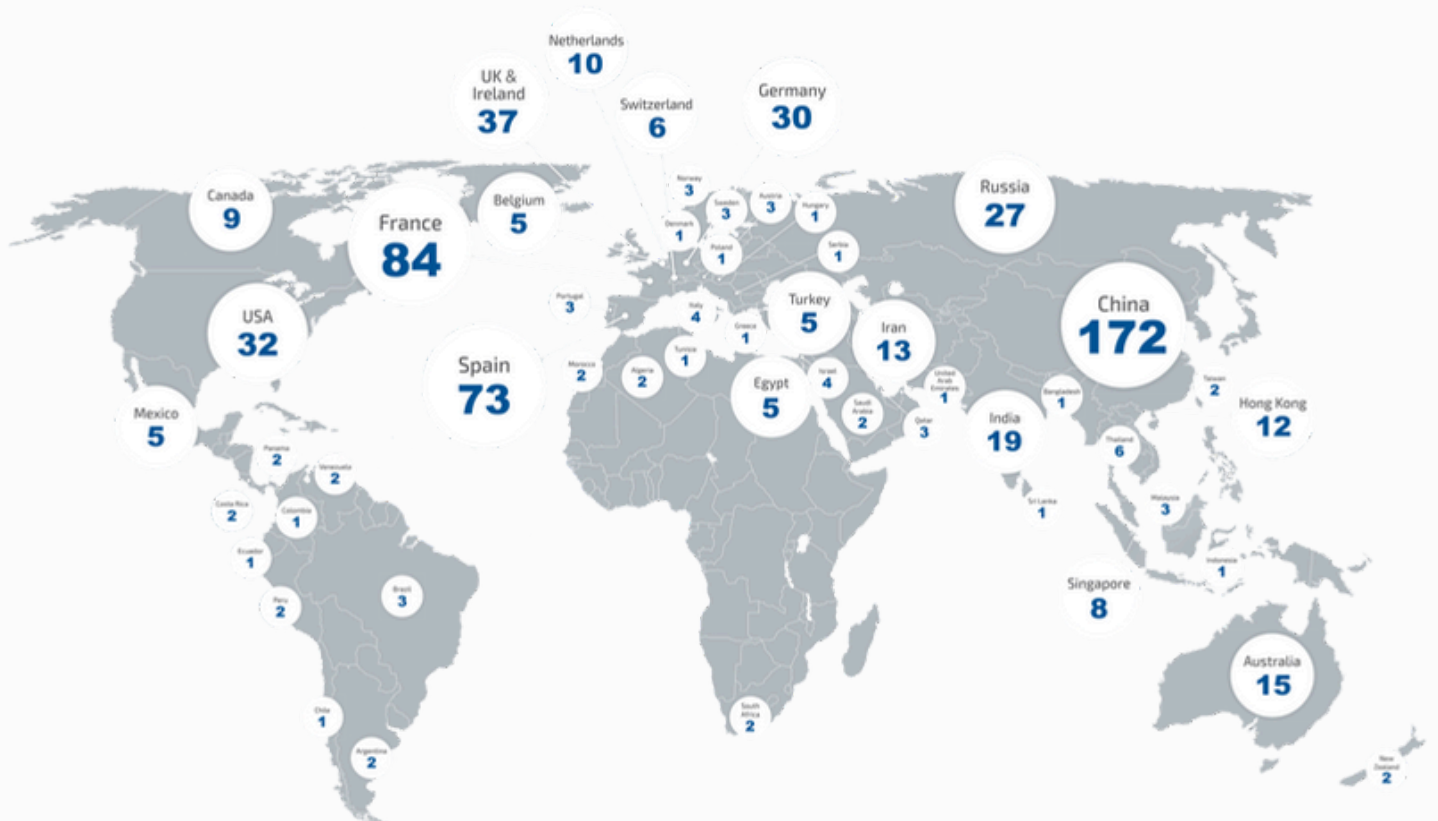 Netherlands
10
UK &
Ireland
37
Switzerland
6
Germany
30
Norway
3
Sweden
3
Austria
3
Hungary
1
Denmark
1
Poland
1
Serbia
1
Russia
27
Canada
9
France
84
Belgium
5
USA
32
Portugal
3
Italy
4
Greece
1
Turkey
5
Iran
13
China
172
Spain
73
Morocco
2
Algeria
2
Tunisia
1
Egypt
5
Israel
4
Saudi
Arabia
2
United
Arab
Emirates
1
Qatar
3
India
19
Bangladesh
1
Taiwan
2
Hong Kong
12
Thailand
6
Mexico
5
Panama
2
Venezuela
2
Costa Rica
2
Colombia
1
Ecuador
1
Peru
2
Brazil
3
Sri Lanka
1
Malaysia
3
Indonesia
1
Singapore
8
Australia
15
Chile
1
Argentina
2
South
Africa
2
New
Zealand
2